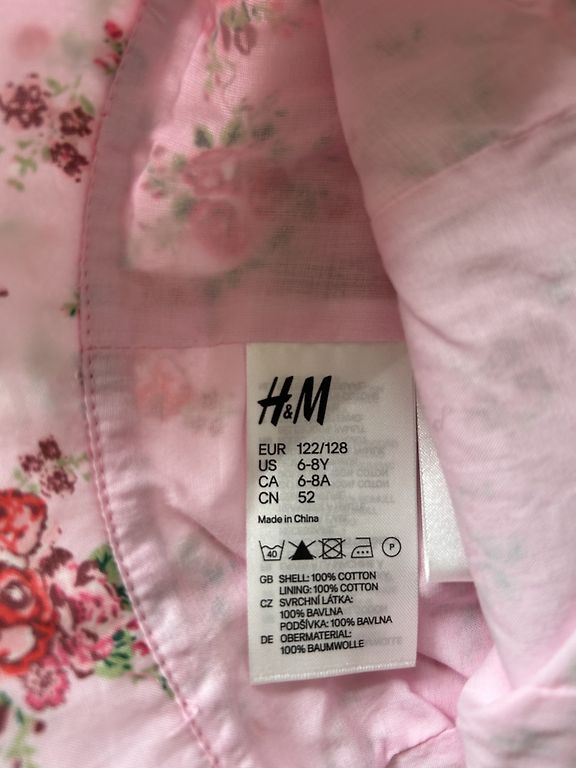 H&M
EUR 122/128
US 6-8Y
CA 6-8A
CN 52
Made in China
40
P
GB SHELL: 100% COTTON
LINING: 100% COTTON
CZ SVRCHNÍ LÁTKA:
100% BAVLNA
PODŠÍVKA: 100% BAVLNA
DE OBERMATERIAL:
100% BAUMWOLLE